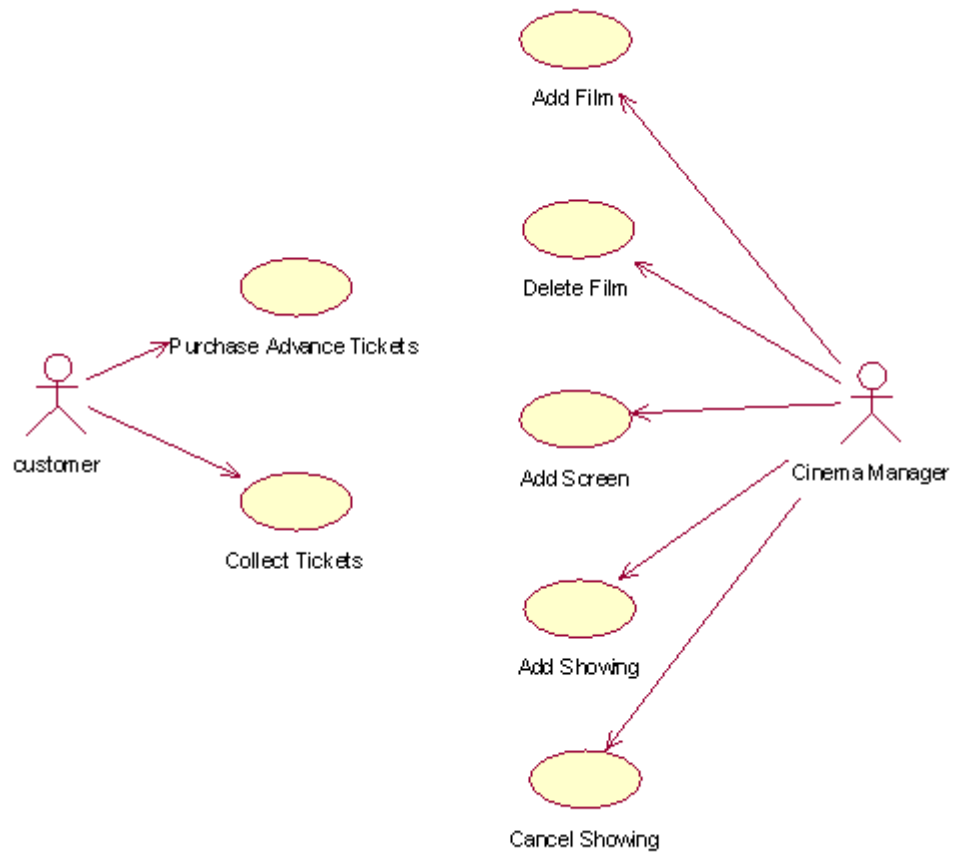 Add Film
Delete Film
Purchase Advance Tickets
customer
Add Screen
Cinema Manager
Collect Tickets
Add Showing
Cancel Showing